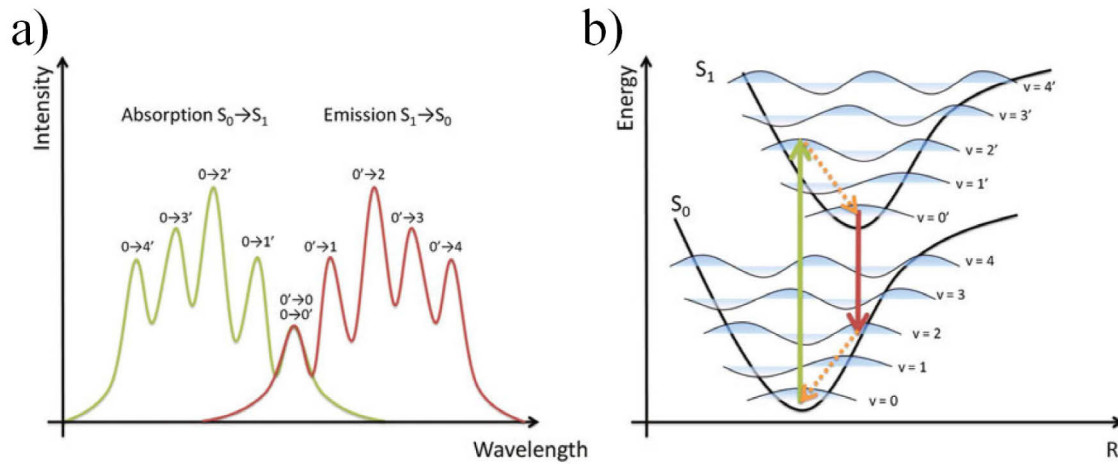 a)
Intensity
Absorption S₀→S₁
Emission S₁→S₀
0→4'
0→3'
0→2'
0→1'
0'→0
0→0'
0'→1
0'→2
0'→3
0'→4
Wavelength
b)
Energy
S₁
v = 4'
v = 3'
v = 2'
v = 1'
v = 0'
S₀
v = 4
v = 3
v = 2
v = 1
v = 0
R